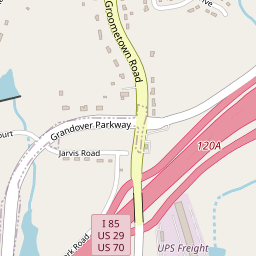 Groometown Road
ve
Grandover Parkway
120A
ourt
Jarvis Road
I 85
US 29
US 70
rk Road
UPS Freight